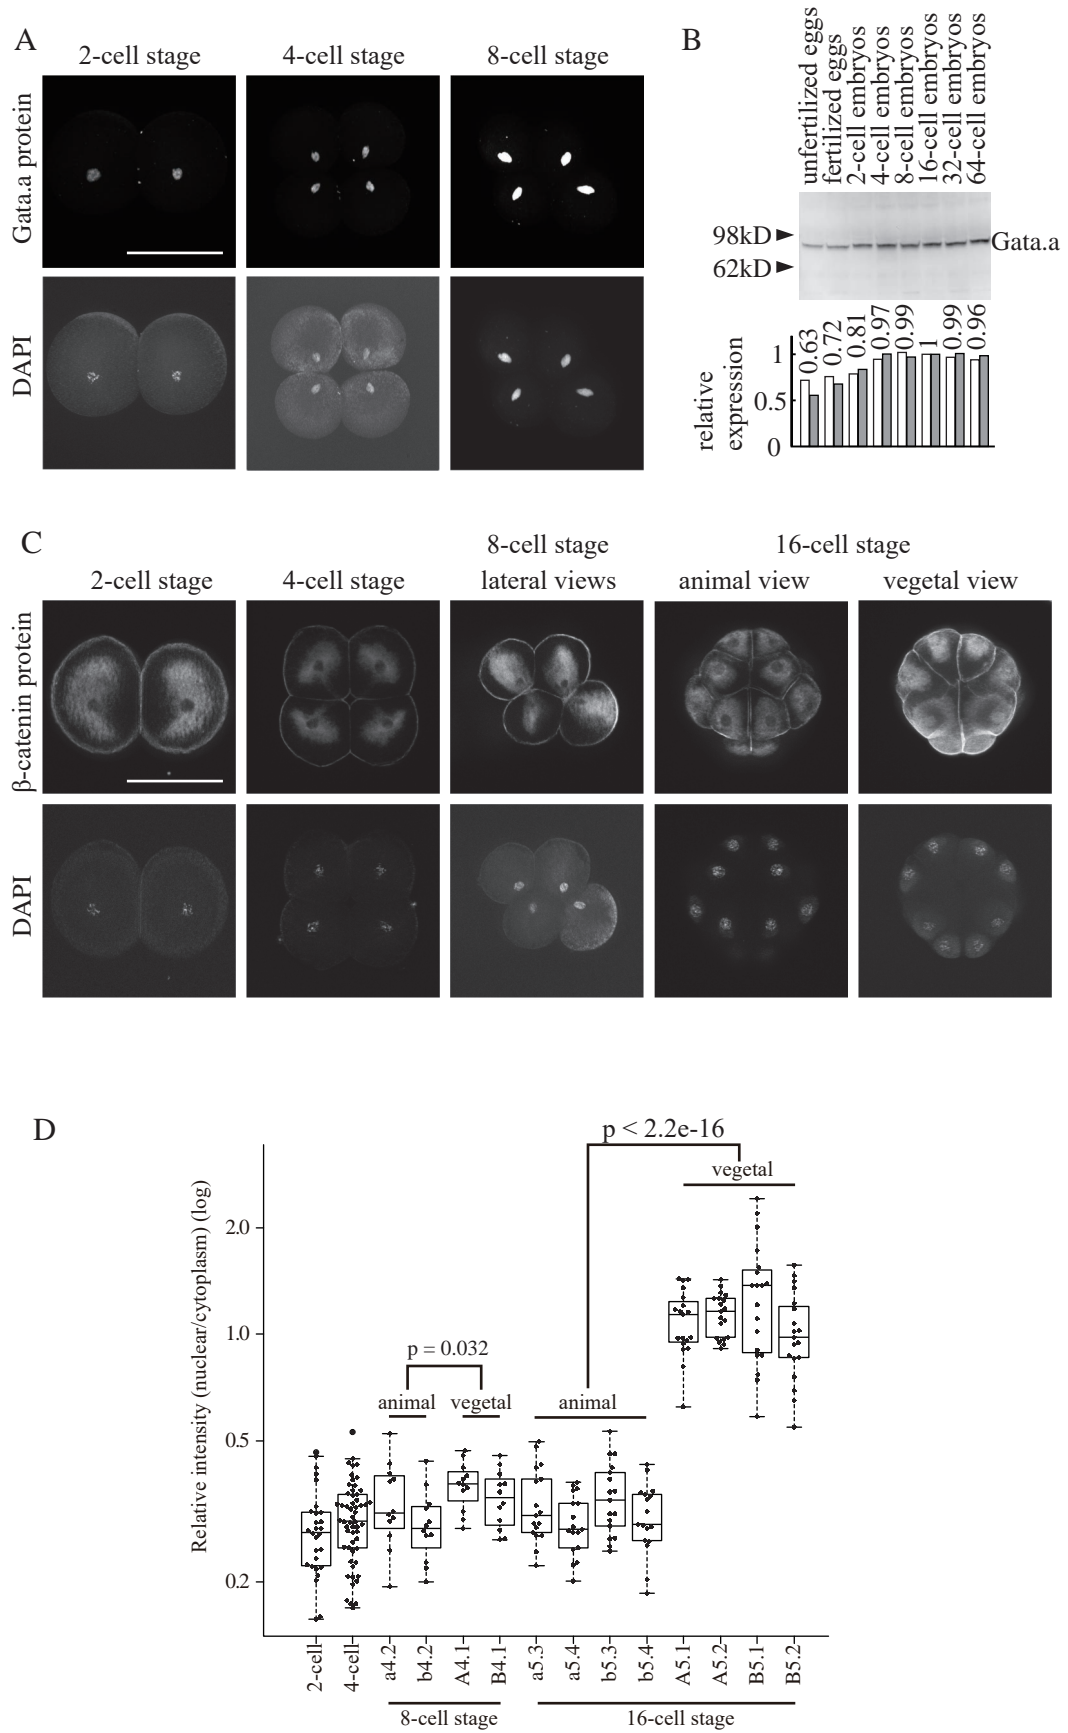 A
2-cell stage
4-cell stage
8-cell stage
Gata.a protein
DAPI
B
unfertilized eggs
fertilized eggs
2-cell embryos
4-cell embryos
8-cell embryos
16-cell embryos
32-cell embryos
64-cell embryos
98kD
62kD
Gata.a
relative
expression
1
0.5
0
0.63
0.72
0.81
0.97
0.99
1
0.99
0.96
C
8-cell stage
16-cell stage
2-cell stage
4-cell stage
lateral views
animal view
vegetal view
β-catenin protein
DAPI
D
Relative intensity (nuclear/cytoplasm) (log)
2.0
1.0
0.5
0.2
p < 2.2e-16
vegetal
p = 0.032
animal
vegetal
animal
2-cell
4-cell
a4.2
b4.2
A4.1
B4.1
a5.3
a5.4
b5.3
b5.4
A5.1
A5.2
B5.1
B5.2
8-cell stage
16-cell stage